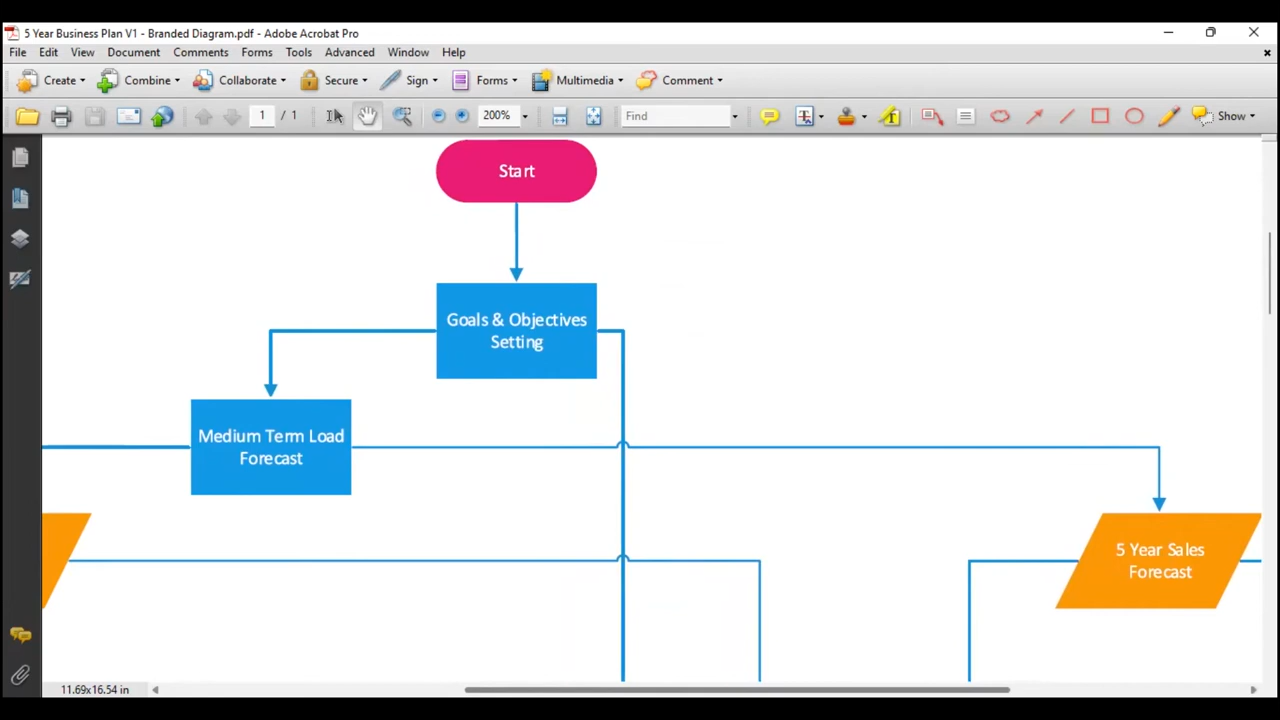 5 Year Business Plan V1 - Branded Diagram.pdf - Adobe Acrobat Pro
File Edit View Document Comments Forms Tools Advanced Window Help
Create Combine Collaborate Secure Sign Forms Multimedia Comment
1 / 1 200% Find Show
Start
Goals & Objectives
Setting
Medium Term Load
Forecast
5 Year Sales
Forecast
11.69x16.54 in